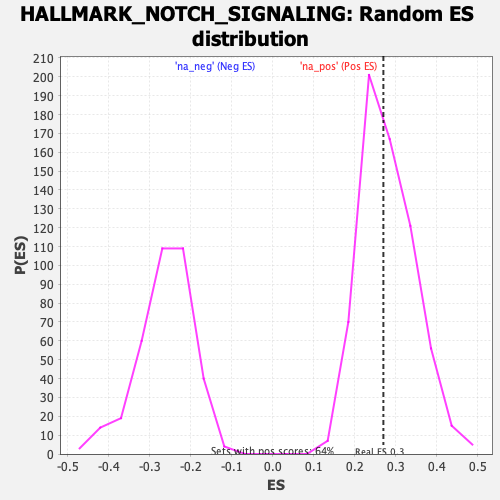 HALLMARK_NOTCH_SIGNALING: Random ES
distribution
'na_neg' (Neg ES)
'na_pos' (Pos ES)
P(ES)
210
200
190
180
170
160
150
140
130
120
110
100
90
80
70
60
50
40
30
20
10
0
Sets with pos scores: 64%
Real ES 0.3
-0.5 -0.4 -0.3 -0.2 -0.1 0.0 0.1 0.2 0.3 0.4 0.5
ES